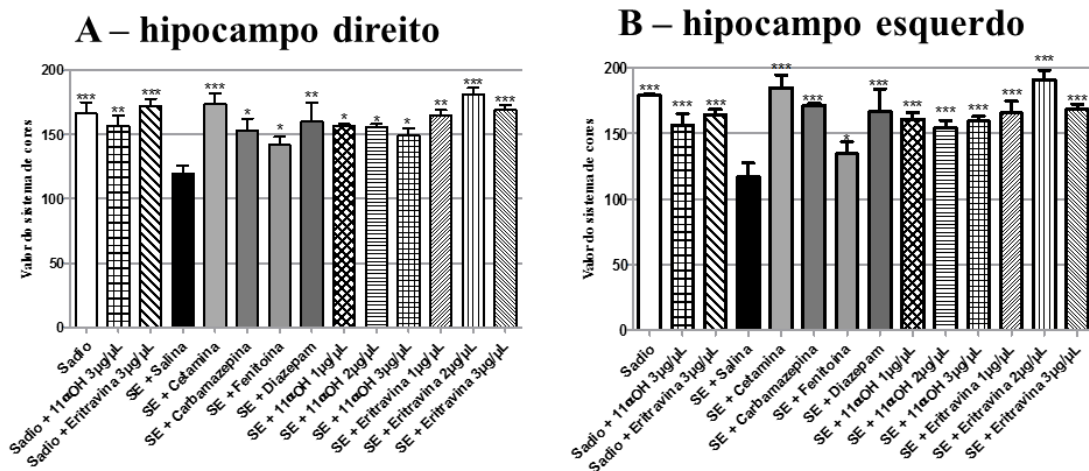 A – hipocampo direito
Valor do sistema de cores
200
150
100
50
0
***
**
***
***
*
*
**
*
*
*
**
***
***
Sadio
Sadio + 11αOH 3µg/µL
Sadio + Eritravina 3µg/µL
SE + Salina
SE + Cetamina
SE + Carbamazepina
SE + Fenitoina
SE + Diazepam
SE + 11αOH 1µg/µL
SE + 11αOH 2µg/µL
SE + 11αOH 3µg/µL
SE + Eritravina 1µg/µL
SE + Eritravina 2µg/µL
SE + Eritravina 3µg/µL
B – hipocampo esquerdo
Valor do sistema de cores
200
150
100
50
0
***
***
***
***
***
*
***
***
***
***
***
***
***
Sadio
Sadio + 11αOH 3µg/µL
Sadio + Eritravina 3µg/µL
SE + Salina
SE + Cetamina
SE + Carbamazepina
SE + Fenitoina
SE + Diazepam
SE + 11αOH 1µg/µL
SE + 11αOH 2µg/µL
SE + 11αOH 3µg/µL
SE + Eritravina 1µg/µL
SE + Eritravina 2µg/µL
SE + Eritravina 3µg/µL